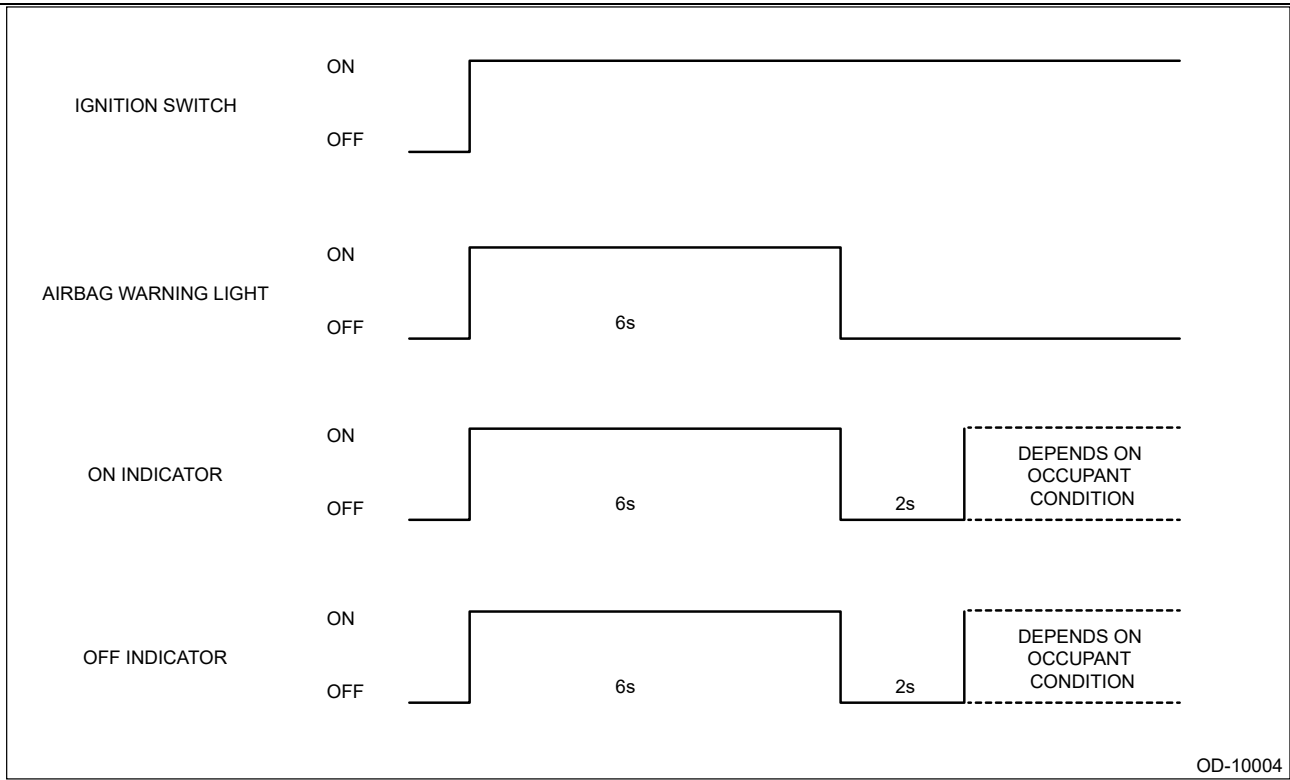 ON
IGNITION SWITCH
OFF
ON
AIRBAG WARNING LIGHT
OFF
6s
ON
ON INDICATOR
OFF
6s
2s
DEPENDS ON
OCCUPANT
CONDITION
ON
OFF INDICATOR
OFF
6s
2s
DEPENDS ON
OCCUPANT
CONDITION
OD-10004